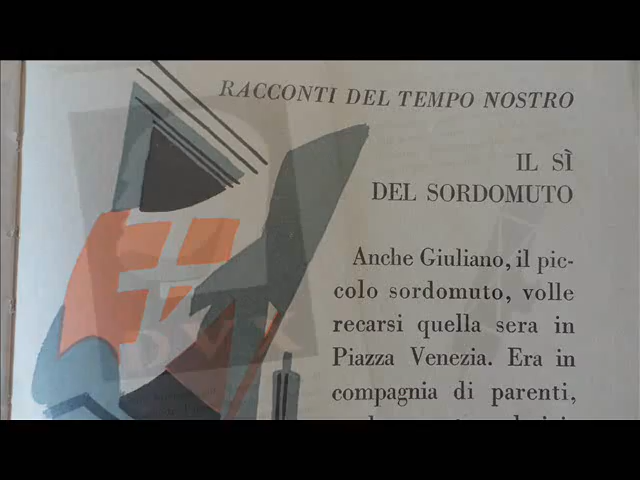 RACCONTI DEL TEMPO NOSTRO
IL SÌ
DEL SORDOMUTO
Anche Giuliano, il pic-
colo sordomuto, volle
recarsi quella sera in
Piazza Venezia. Era in
compagnia di parenti,